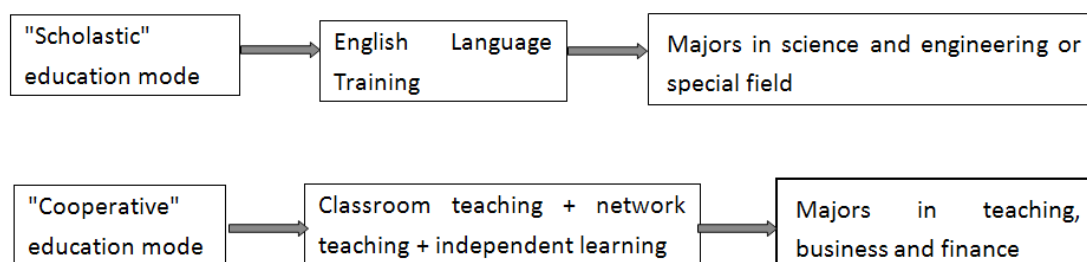 "Scholastic"
education mode
English Language
Training
Majors in science and engineering or
special field
"Cooperative"
education mode
Classroom teaching + network
teaching + independent learning
Majors in teaching,
business and finance